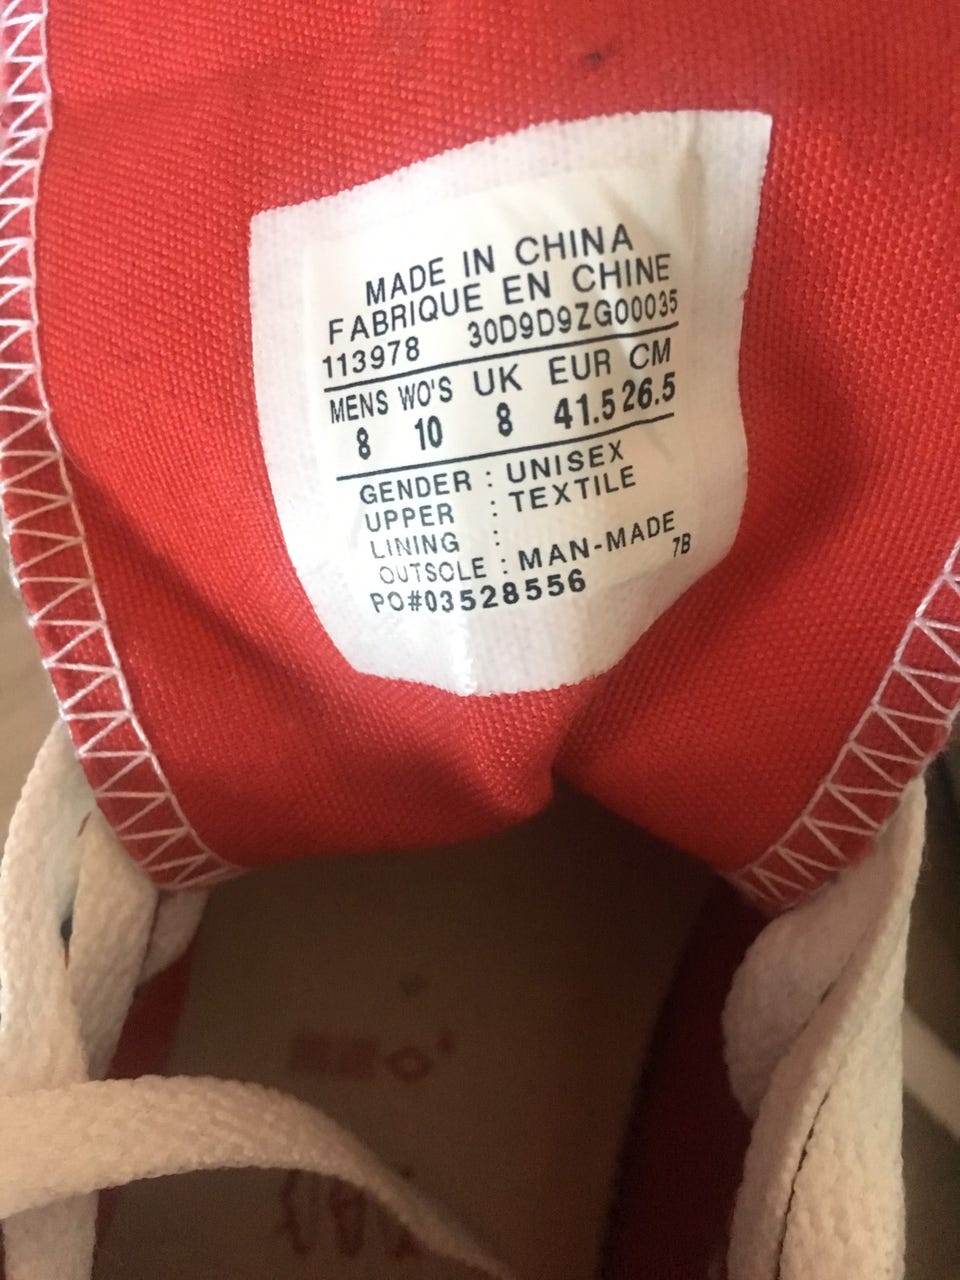 MADE IN CHINA
FABRIQUE EN CHINE
113978 30D9D9ZG00035
MENS WO'S UK EUR CM
8 10 8 41.5 26.5
GENDER : UNISEX
UPPER : TEXTILE
LINING :
OUTSOLE : MAN-MADE
7B
PO#03528556